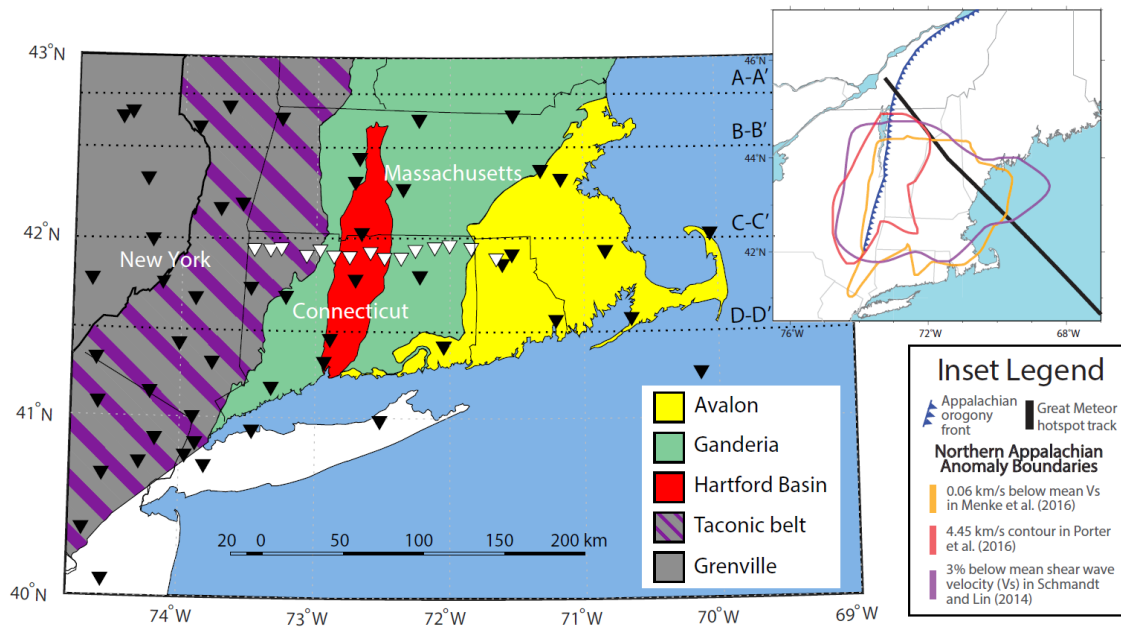 43°N
42°N
41°N
40°N
74°W
73°W
72°W
71°W
70°W
69°W
A-A'
B-B'
C-C'
D-D'
Massachusetts
New York
Connecticut
20 0 50 100 150 200 km
Avalon
Ganderia
Hartford Basin
Taconic belt
Grenville
46°N
44°N
42°N
76°W
72°W
68°W
Inset Legend
Appalachian
orogony
front
Great Meteor
hotspot track
Northern Appalachian
Anomaly Boundaries
0.06 km/s below mean Vs
in Menke et al. (2016)
4.45 km/s contour in Porter
et al. (2016)
3% below mean shear wave
velocity (Vs) in Schmandt
and Lin (2014)